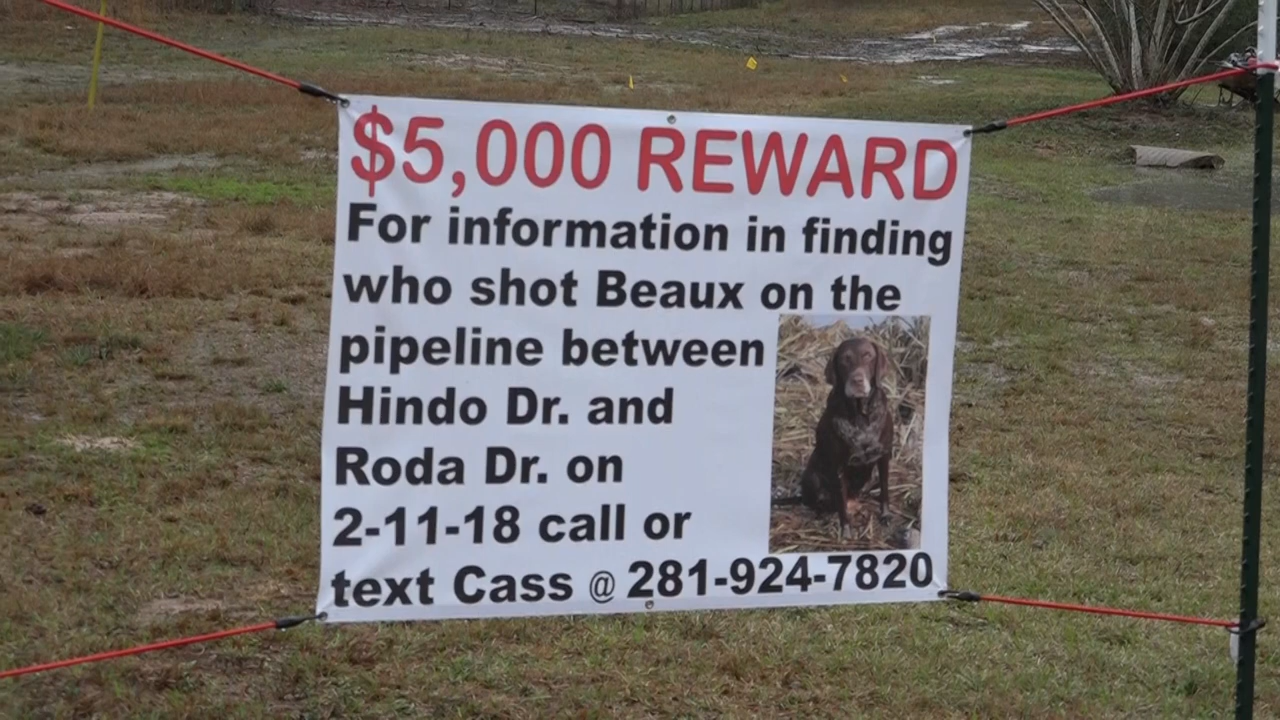 $5,000 REWARD
For information in finding
who shot Beaux on the
pipeline between
Hindo Dr. and
Roda Dr. on
2-11-18 call or
text Cass @ 281-924-7820